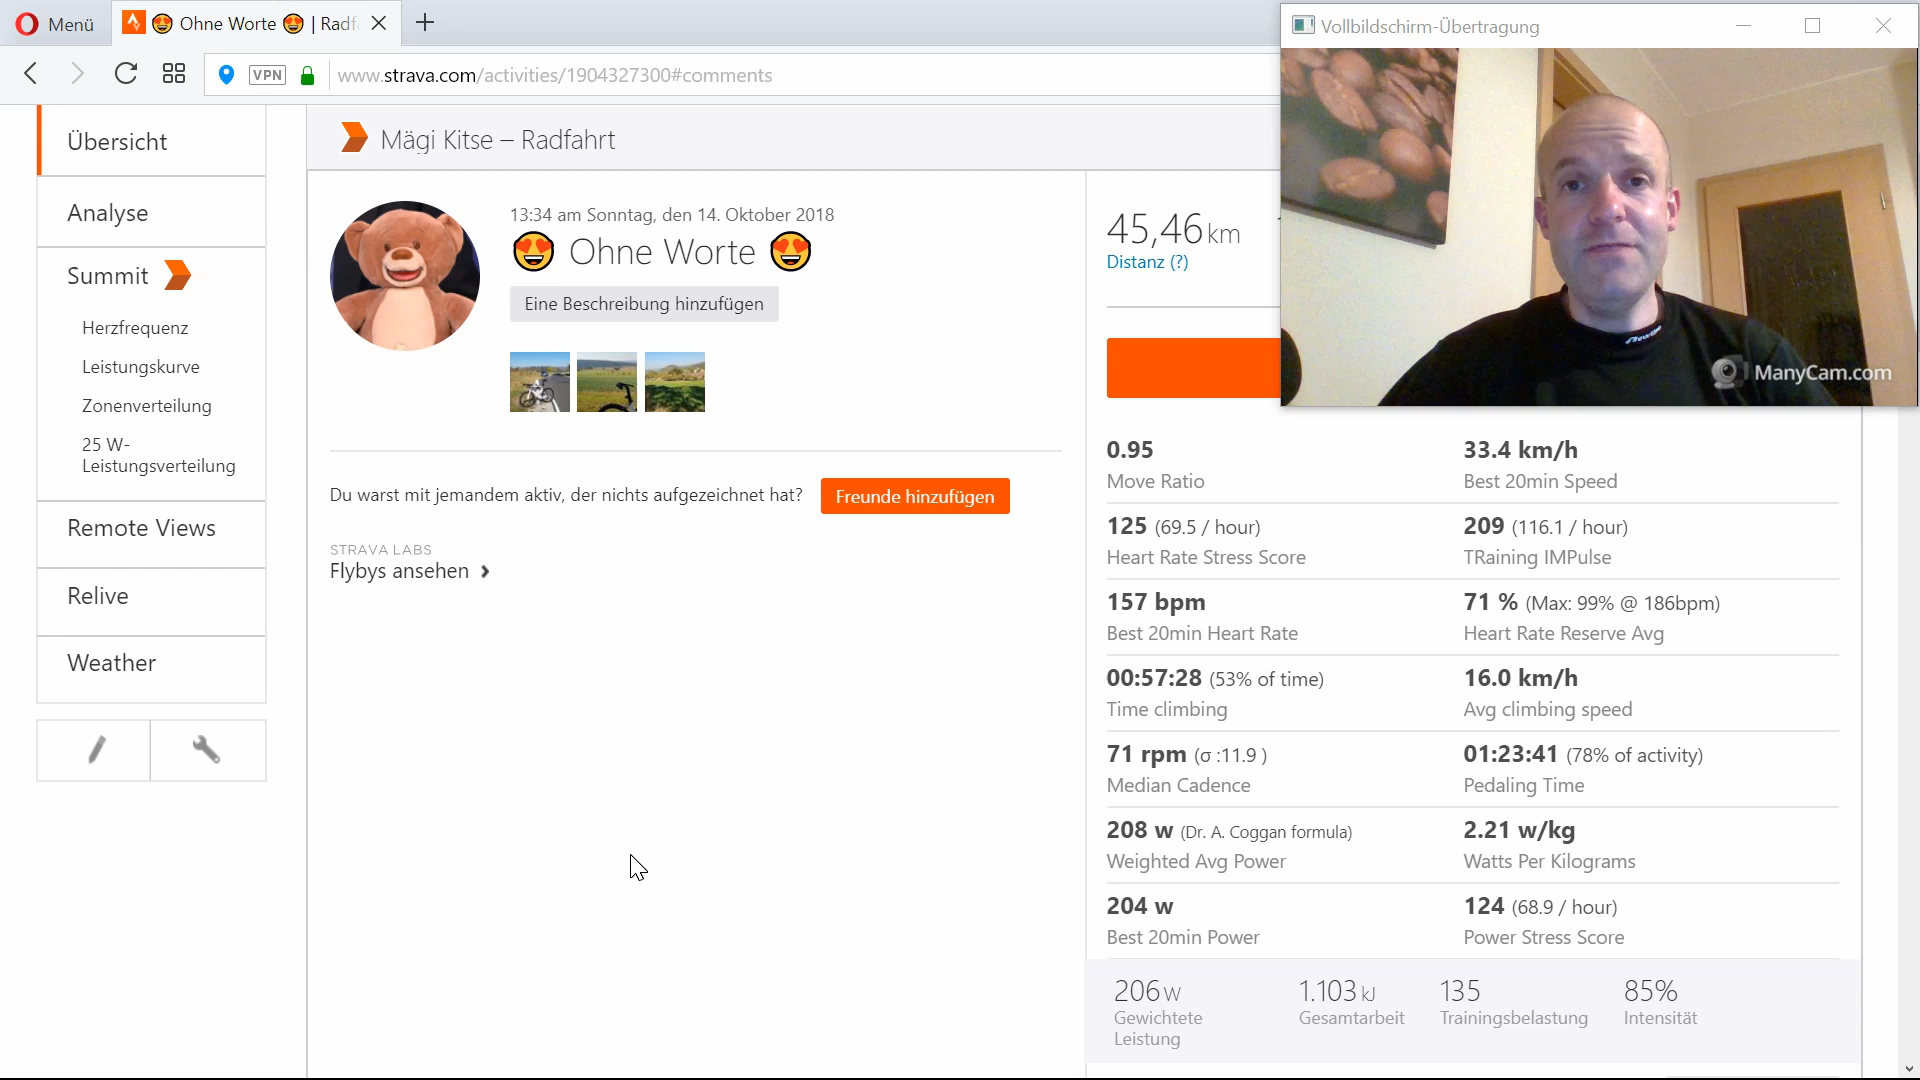 Menü
😍 Ohne Worte 😍 | Radf
Vollbildschirm-Übertragung
VPN
www.strava.com/activities/1904327300#comments
Übersicht
Analyse
Summit
Herzfrequenz
Leistungskurve
Zonenverteilung
25 W-
Leistungsverteilung
Remote Views
Relive
Weather
Mägi Kitse – Radfahrt
13:34 am Sonntag, den 14. Oktober 2018
😍 Ohne Worte 😍
Eine Beschreibung hinzufügen
Du warst mit jemandem aktiv, der nichts aufgezeichnet hat?
Freunde hinzufügen
STRAVA LABS
Flybys ansehen ›
45,46 km
Distanz (?)
ManyCam.com
0.95
Move Ratio
33.4 km/h
Best 20min Speed
125 (69.5 / hour)
Heart Rate Stress Score
209 (116.1 / hour)
TRaining IMPulse
157 bpm
Best 20min Heart Rate
71 % (Max: 99% @ 186bpm)
Heart Rate Reserve Avg
00:57:28 (53% of time)
Time climbing
16.0 km/h
Avg climbing speed
71 rpm (σ :11.9 )
Median Cadence
01:23:41 (78% of activity)
Pedaling Time
208 w (Dr. A. Coggan formula)
Weighted Avg Power
2.21 w/kg
Watts Per Kilograms
204 w
Best 20min Power
124 (68.9 / hour)
Power Stress Score
206 W
Gewichtete
Leistung
1.103 kJ
Gesamtarbeit
135
Trainingsbelastung
85%
Intensität